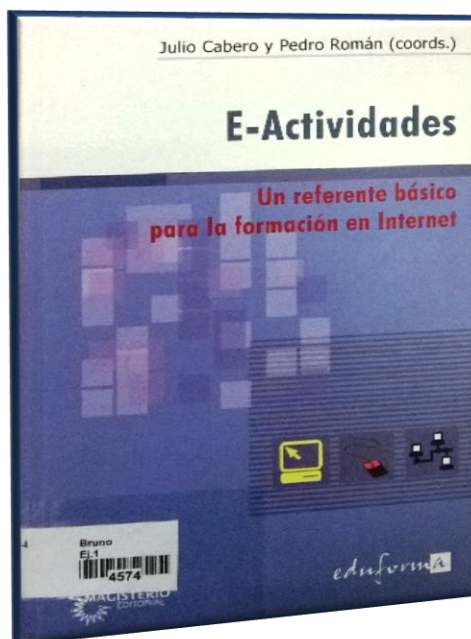 Julio Cabero y Pedro Román (coords.)
E-Actividades
Un referente básico
para la formación en Internet
Bruno
Ej.1
4574
MAGISTERIO
EDITORIAL
eduforma